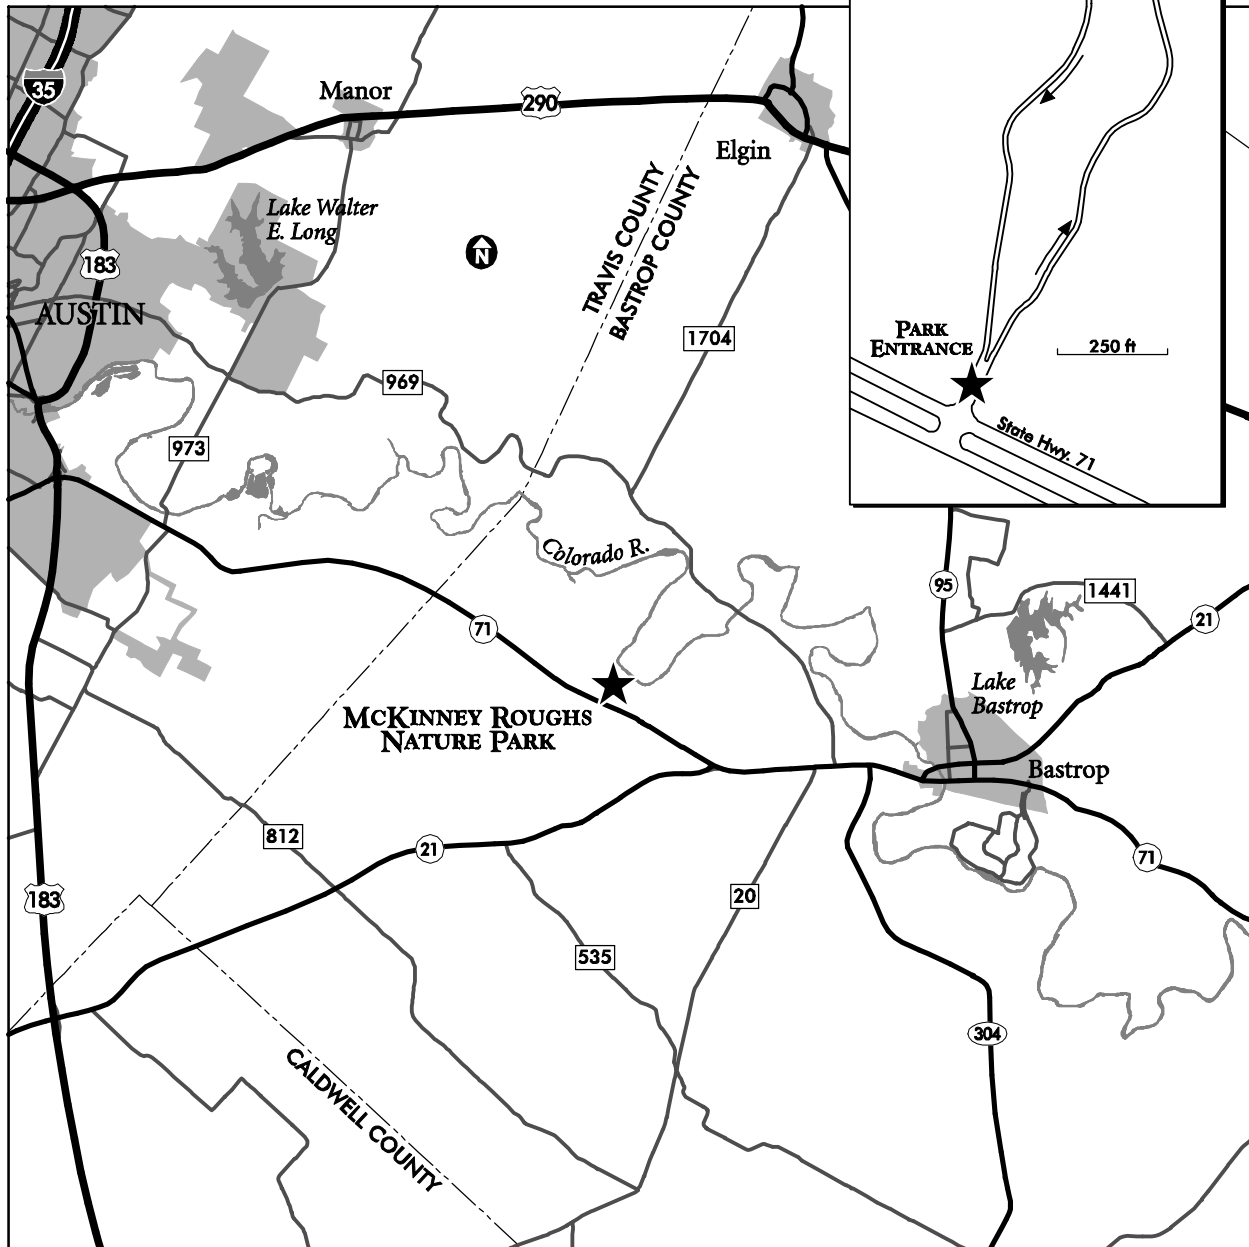 35
Manor
290
Elgin
Lake Walter
E. Long
N
TRAVIS COUNTY
BASTROP COUNTY
183
AUSTIN
1704
969
973
PARK
ENTRANCE
250 ft
State Hwy. 71
Colorado R.
95
1441
21
71
Lake
Bastrop
MCKINNEY ROUGHS
NATURE PARK
Bastrop
812
21
71
183
20
535
304
CALDWELL COUNTY